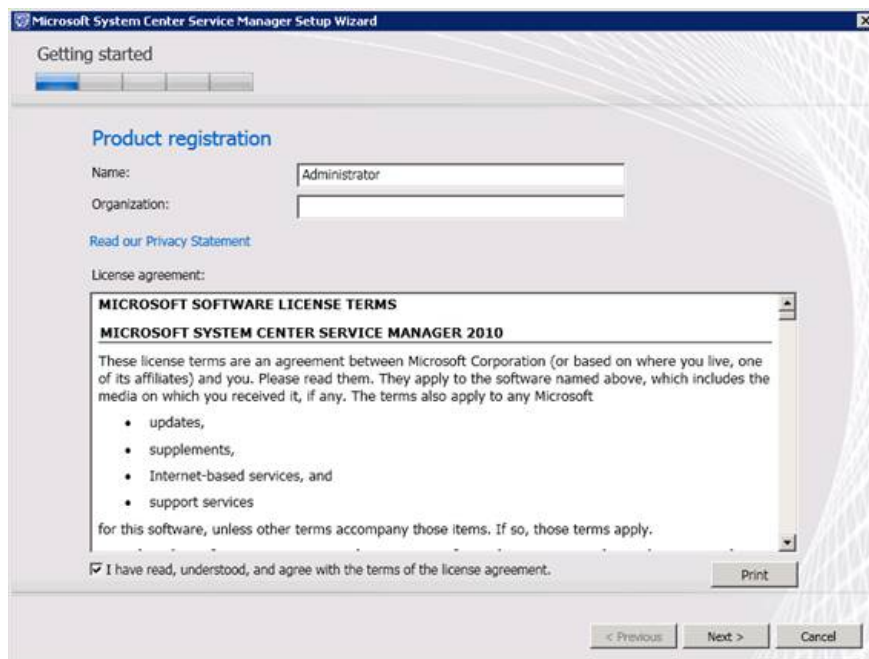 Microsoft System Center Service Manager Setup Wizard
Getting started
Product registration
Name:
Administrator
Organization:
Read our Privacy Statement
License agreement:
MICROSOFT SOFTWARE LICENSE TERMS
MICROSOFT SYSTEM CENTER SERVICE MANAGER 2010
These license terms are an agreement between Microsoft Corporation (or based on where you live, one
of its affiliates) and you. Please read them. They apply to the software named above, which includes the
media on which you received it, if any. The terms also apply to any Microsoft
• updates,
• supplements,
• Internet-based services, and
• support services
for this software, unless other terms accompany those items. If so, those terms apply.
I have read, understood, and agree with the terms of the license agreement.
Print
< Previous
Next >
Cancel